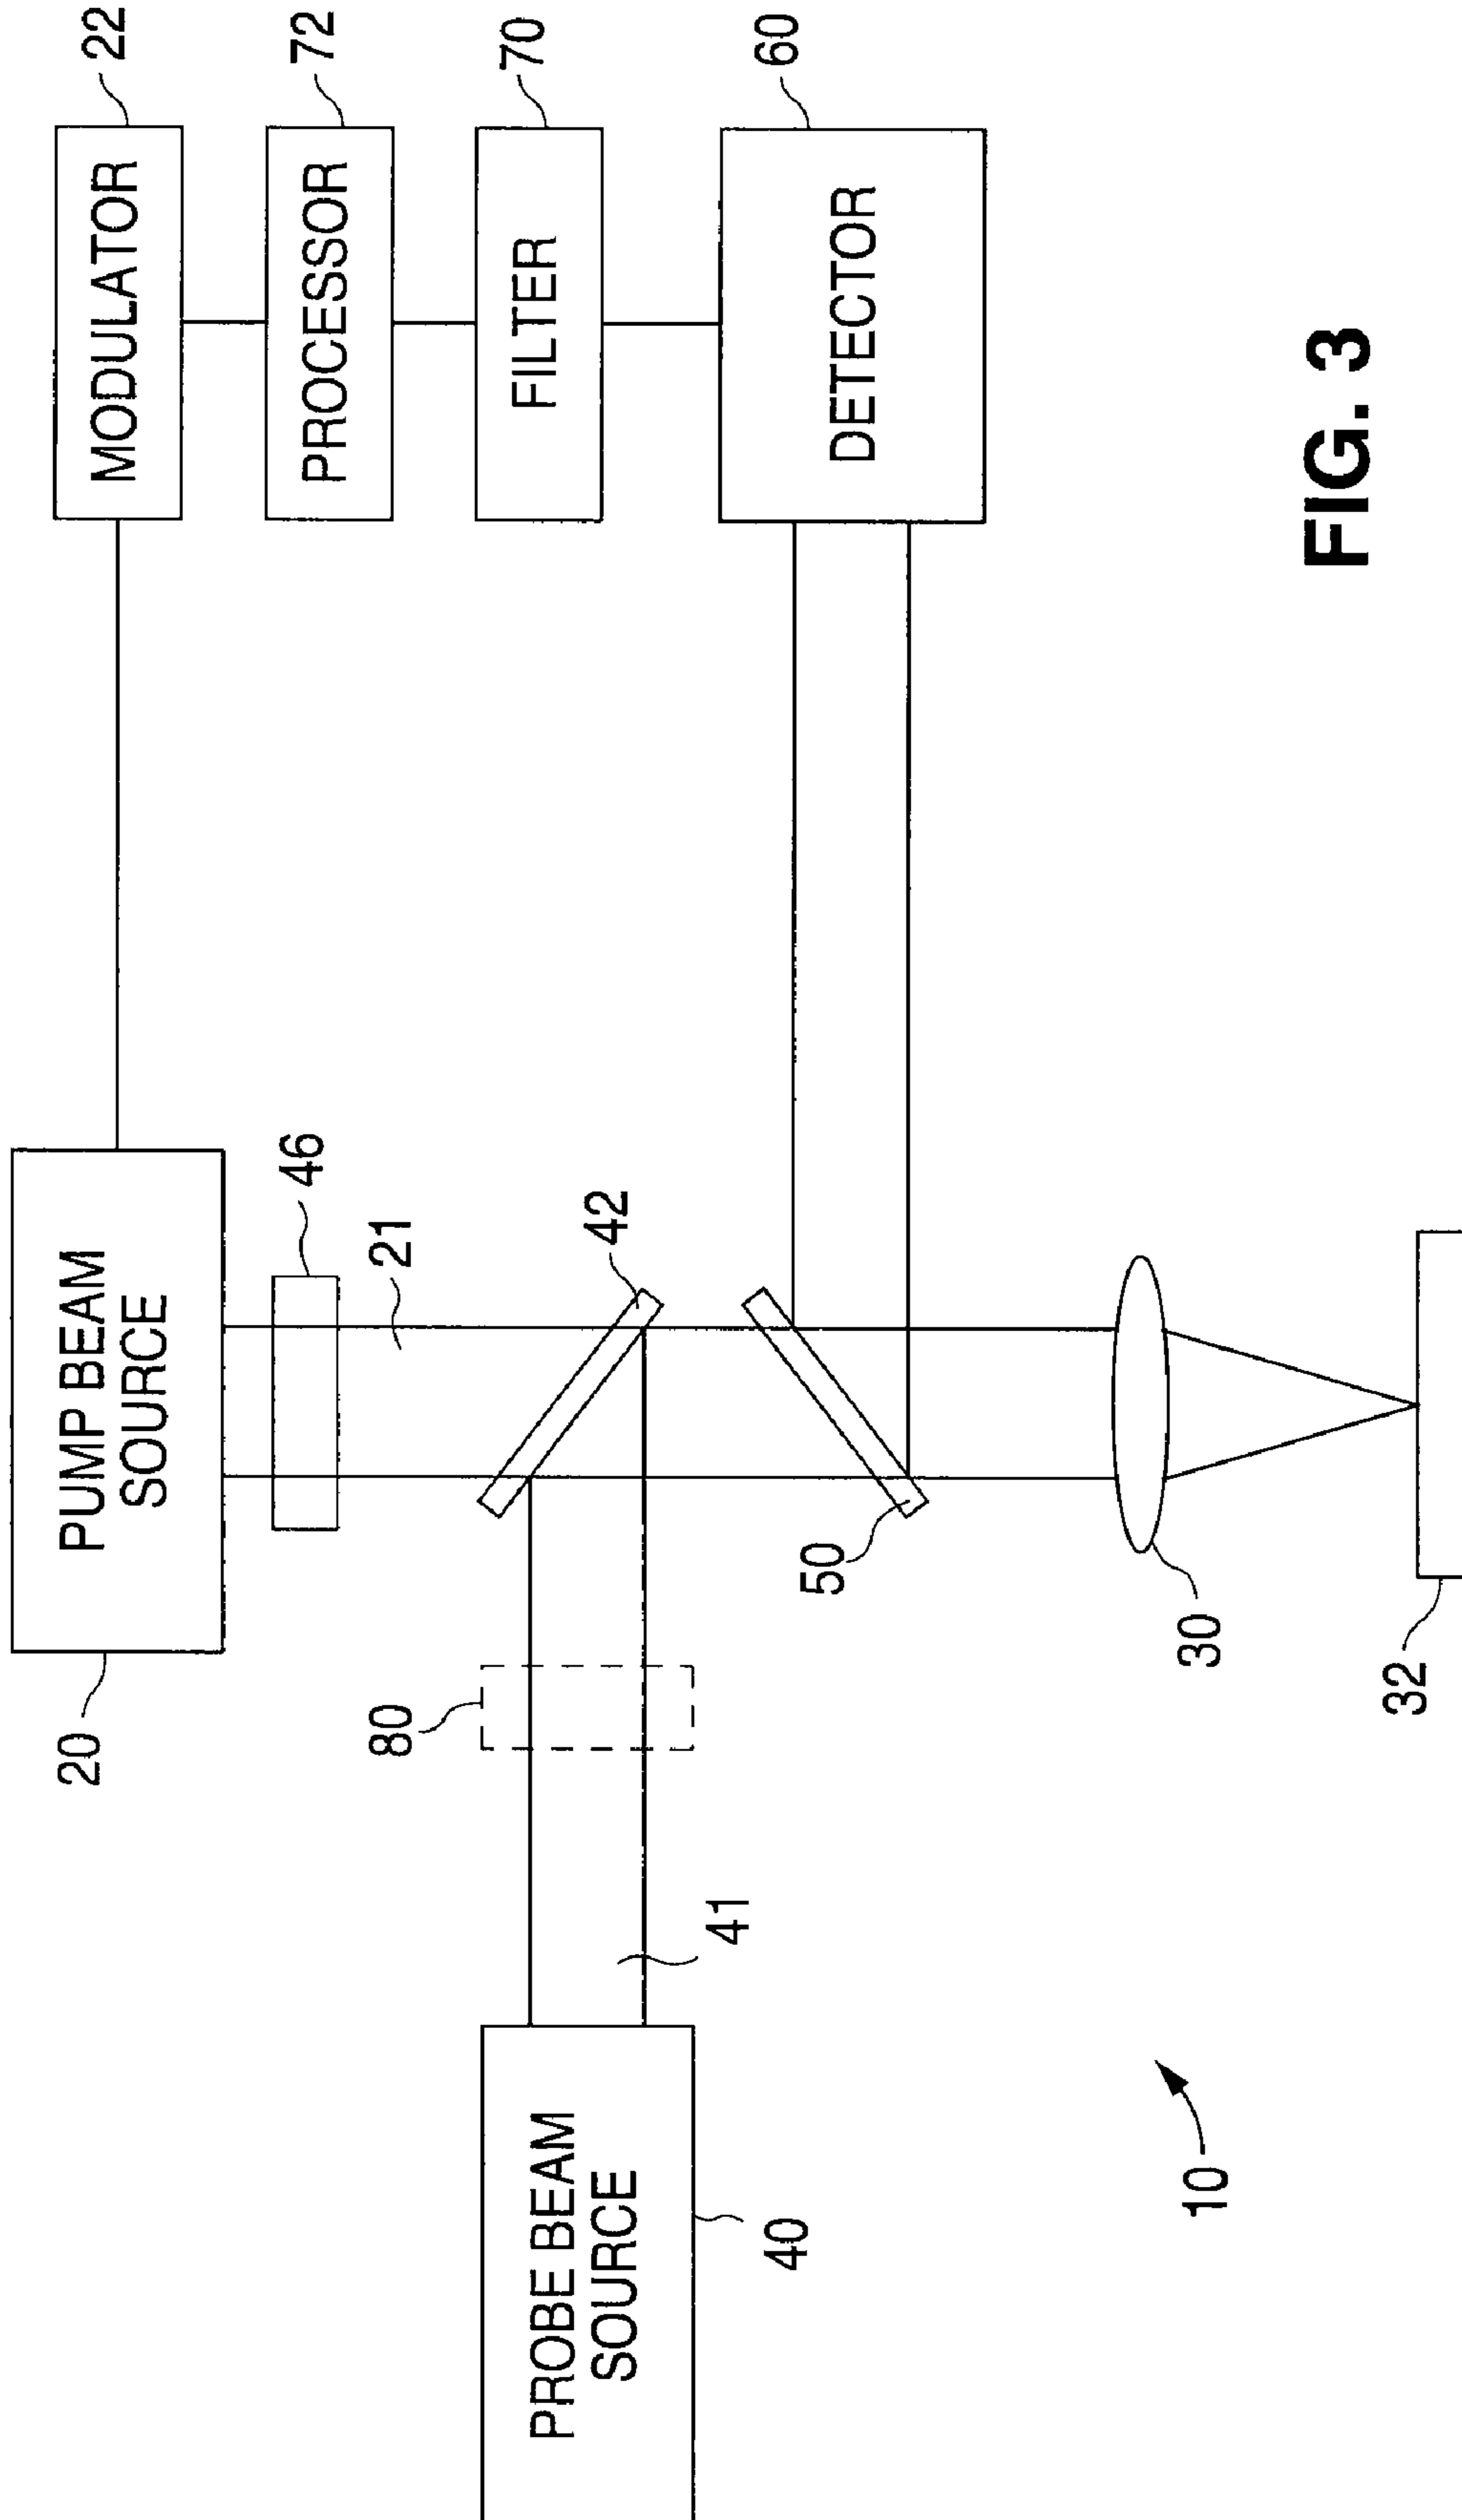 PUMP BEAM
SOURCE
20
MODULATOR
22
46
PROCESSOR
72
21
80
42
FILTER
70
PROBE BEAM
SOURCE
40
41
50
DETECTOR
60
30
10
32
FIG. 3